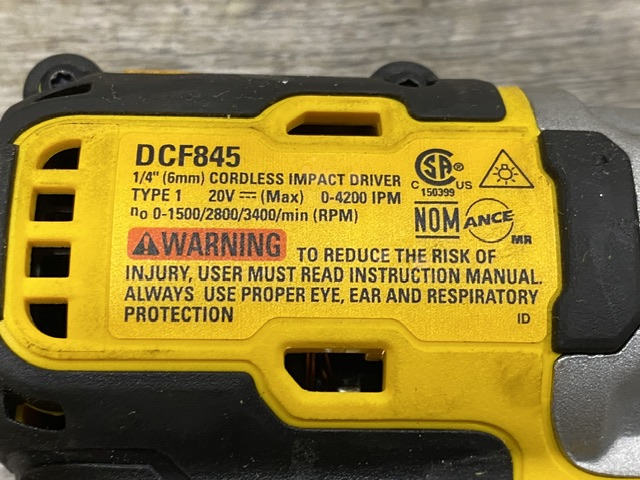 DCF845
1/4" (6mm) CORDLESS IMPACT DRIVER
TYPE 1 20V ⎓ (Max) 0-4200 IPM
no 0-1500/2800/3400/min (RPM)
CSA® C US 150399
NOM ANCE MR
WARNING TO REDUCE THE RISK OF
INJURY, USER MUST READ INSTRUCTION MANUAL.
ALWAYS USE PROPER EYE, EAR AND RESPIRATORY
PROTECTION ID